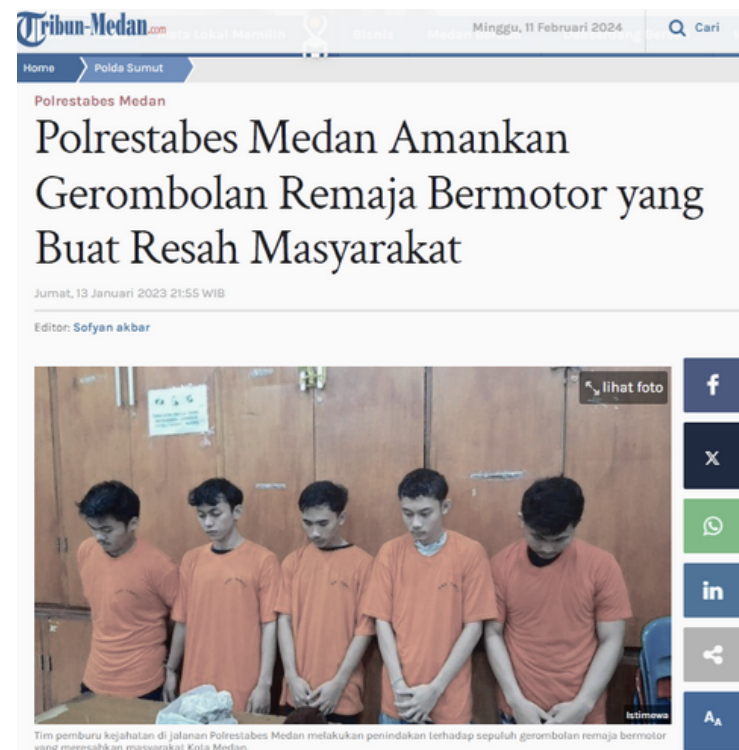 Tribun-Medan.com
Minggu, 11 Februari 2024
Cari
Home
Polda Sumut
Polrestabes Medan
Polrestabes Medan Amankan
Gerombolan Remaja Bermotor yang
Buat Resah Masyarakat
Jumat, 13 Januari 2023 21:55 WIB
Editor: Sofyan akbar
lihat foto
f
X
in
AA
Istimewa
Tim pemburu kejahatan di jalanan Polrestabes Medan melakukan penindakan terhadap sepuluh gerombolan remaja bermotor
yang meresahkan masyarakat Kota Medan.